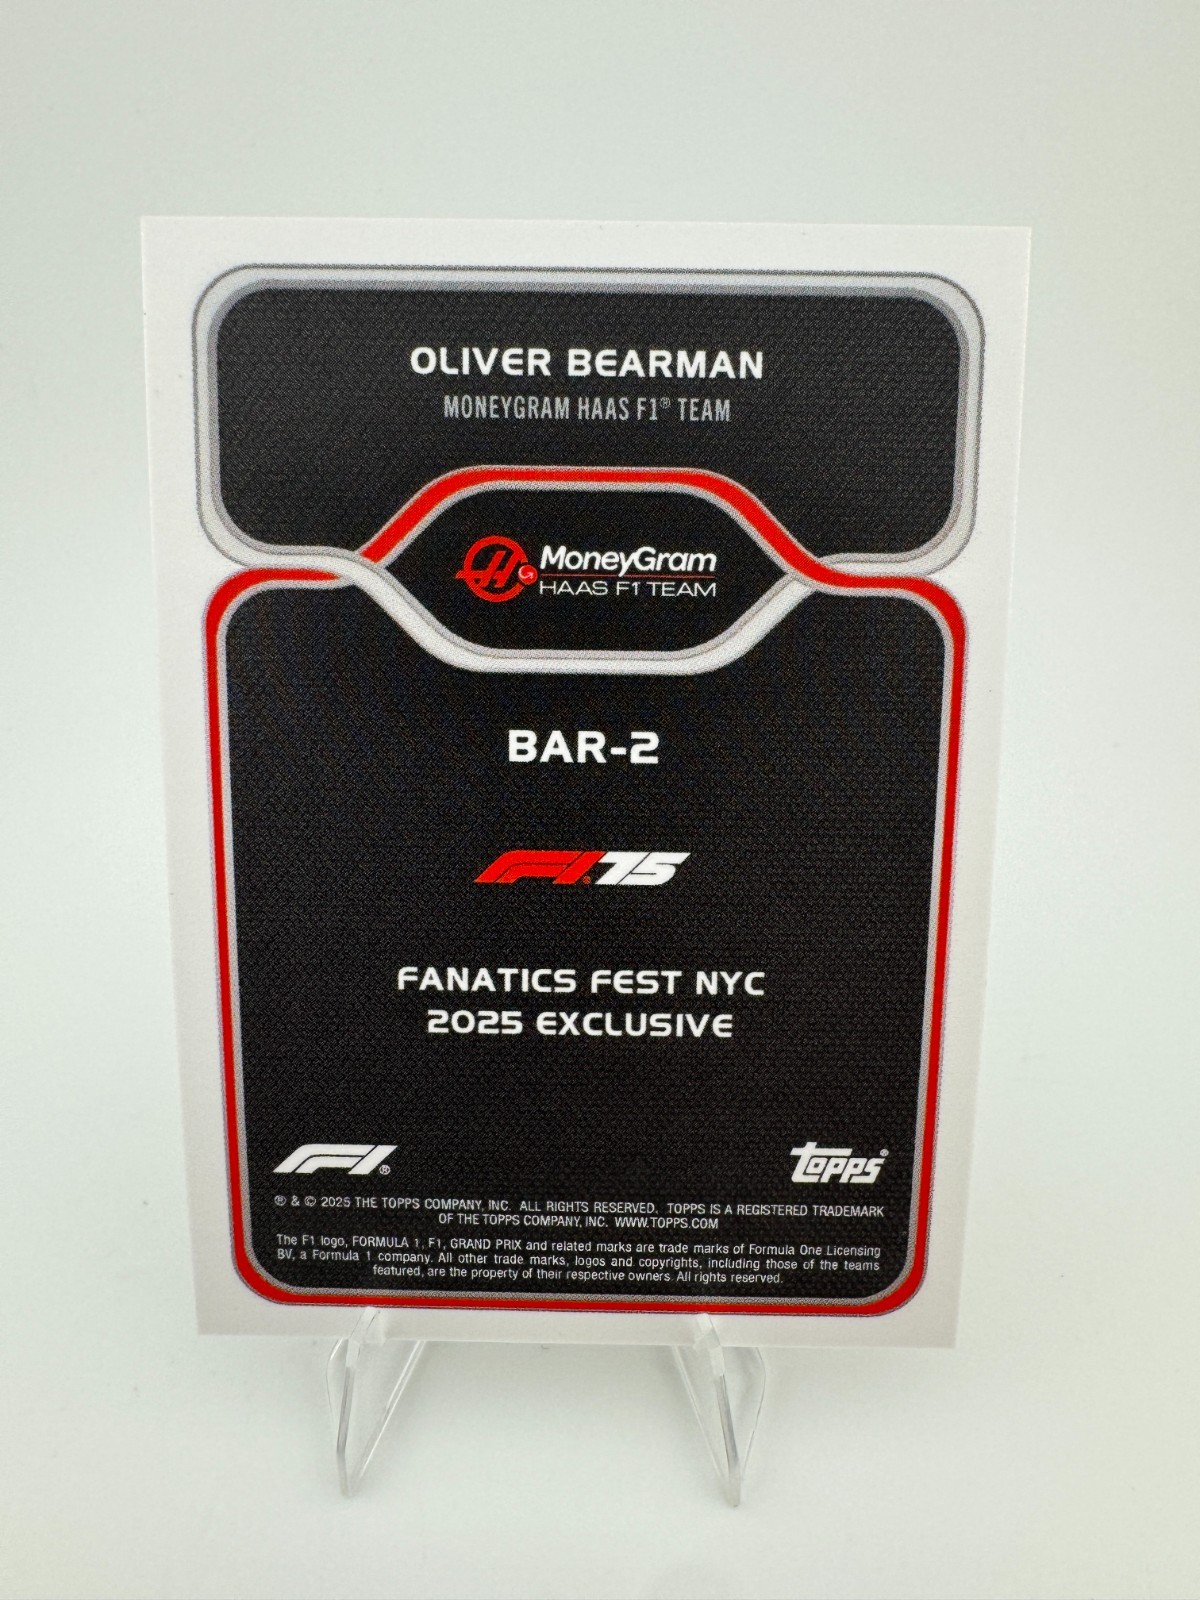 OLIVER BEARMAN
MONEYGRAM HAAS F1® TEAM
MoneyGram
HAAS F1 TEAM
BAR-2
F1 75
FANATICS FEST NYC
2025 EXCLUSIVE
F1®
Topps®
® & © 2025 THE TOPPS COMPANY, INC. ALL RIGHTS RESERVED. TOPPS IS A REGISTERED TRADEMARK
OF THE TOPPS COMPANY, INC. WWW.TOPPS.COM
The F1 logo, FORMULA 1, F1, GRAND PRIX and related marks are trade marks of Formula One Licensing
BV, a Formula 1 company. All other trade marks, logos and copyrights, including those of the teams
featured, are the property of their respective owners. All rights reserved.